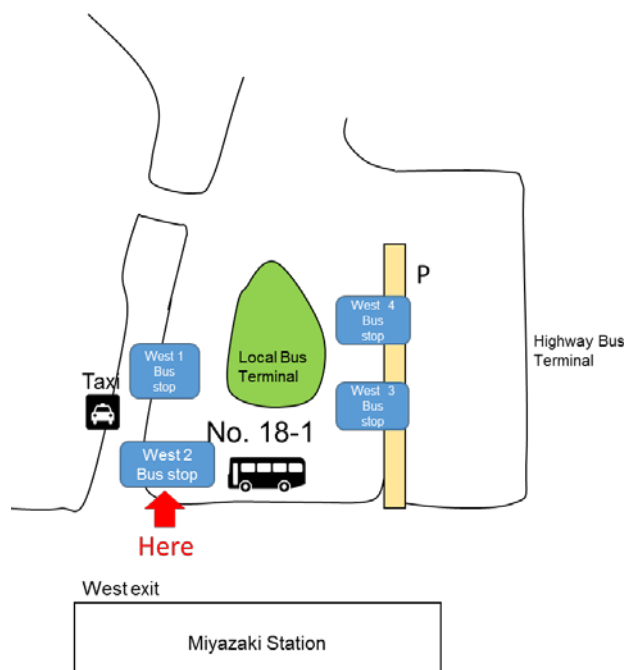 P
West 4
Bus
stop
Highway Bus
Terminal
West 1
Bus
stop
Local Bus
Terminal
Taxi
West 3
Bus
stop
No. 18-1
West 2
Bus stop
Here
West exit
Miyazaki Station